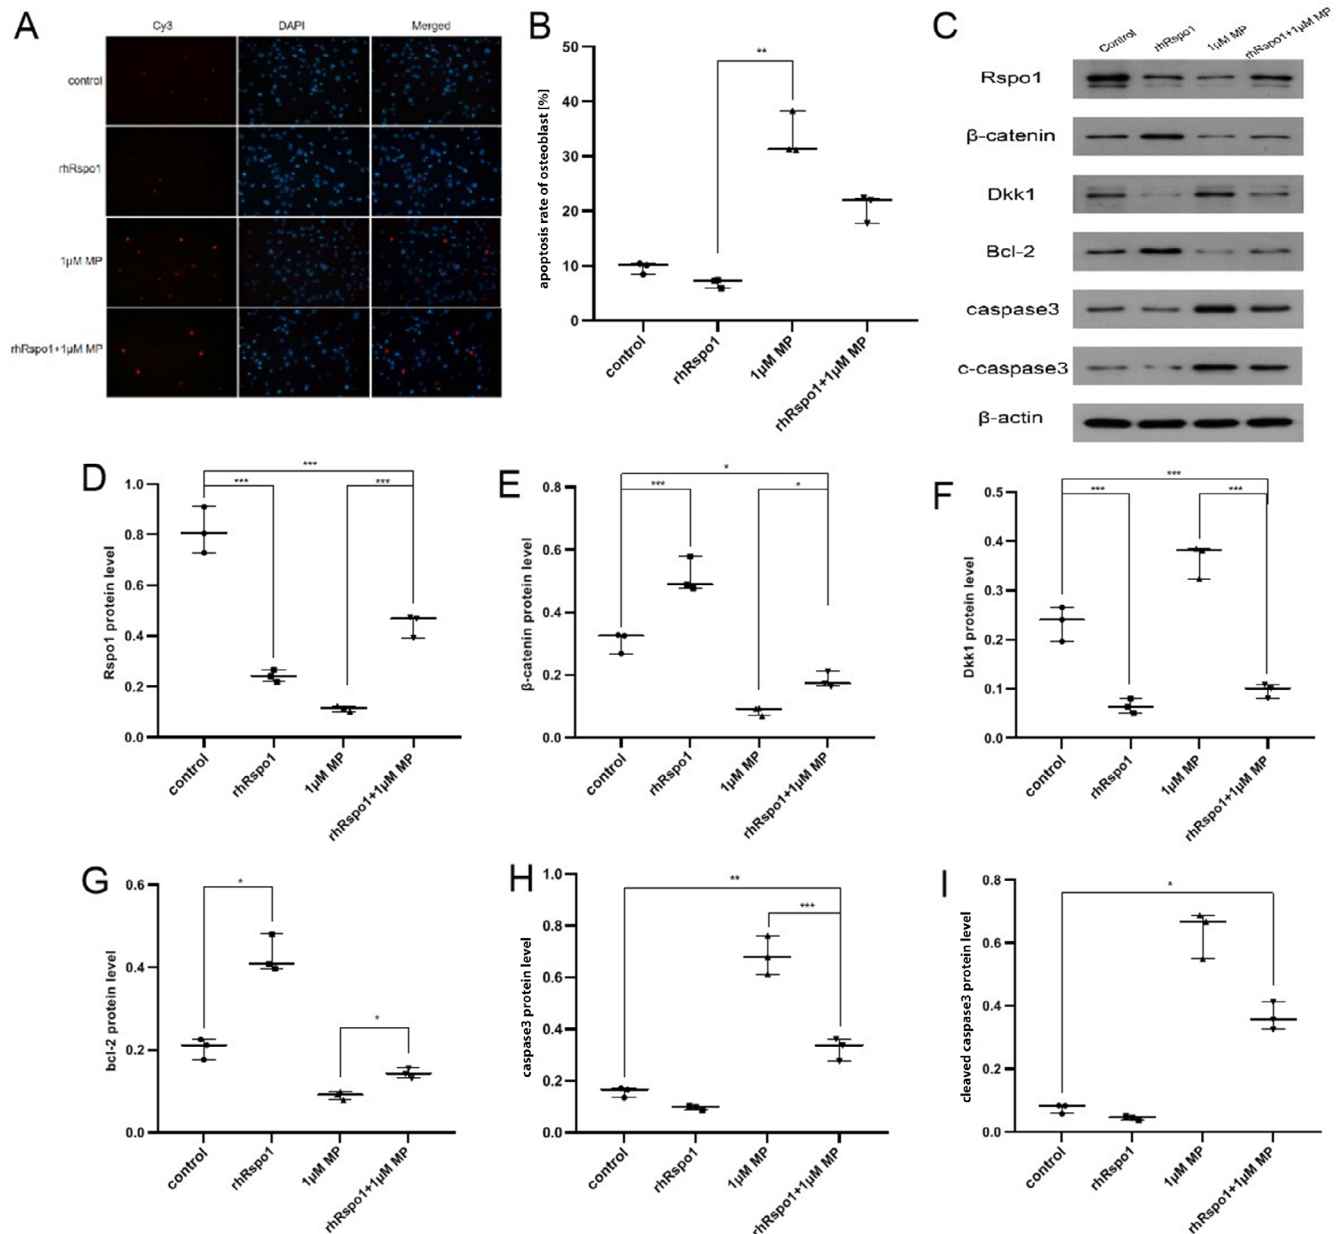 A
Cy3 DAPI Merged
control
rhRspo1
1μM MP
rhRspo1+1μM MP
B
apoptosis rate of osteoblast [%]
50
40
30
20
10
0
**
control rhRspo1 1μM MP rhRspo1+1μM MP
C
Control rhRspo1 1μM MP rhRspo1+1μM MP
Rspo1
β-catenin
Dkk1
Bcl-2
caspase3
c-caspase3
β-actin
D
Rspo1 protein level
1.0
0.8
0.6
0.4
0.2
0.0
***
*** ***
control rhRspo1 1μM MP rhRspo1+1μM MP
E
β-catenin protein level
0.8
0.6
0.4
0.2
0.0
*
*** *
control rhRspo1 1μM MP rhRspo1+1μM MP
F
Dkk1 protein level
0.5
0.4
0.3
0.2
0.1
0.0
***
*** ***
control rhRspo1 1μM MP rhRspo1+1μM MP
G
bcl-2 protein level
0.6
0.4
0.2
0.0
*
*
control rhRspo1 1μM MP rhRspo1+1μM MP
H
caspase3 protein level
1.0
0.8
0.6
0.4
0.2
0.0
**
***
control rhRspo1 1μM MP rhRspo1+1μM MP
I
cleaved caspase3 protein level
0.8
0.6
0.4
0.2
0.0
*
control rhRspo1 1μM MP rhRspo1+1μM MP